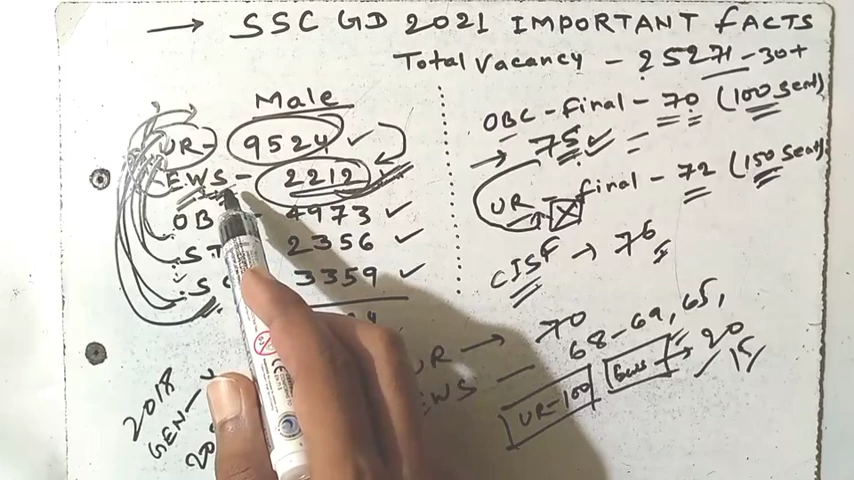 → SSC GD 2021 IMPORTANT FACTS
Total Vacancy - 25271 - 30+
Male
UR - 9524 ✓
EWS - 2212
OB - 4973 ✓
ST 2356 ✓
S 3359 ✓
2018
GEN
OBC - final - 70 (100 seat)
→ 75 ✓
UR final - 72 (150 seat)
CISF → 76
UR → 70
EWS - 68-69, 65,
UR-100 Ews → 20
15